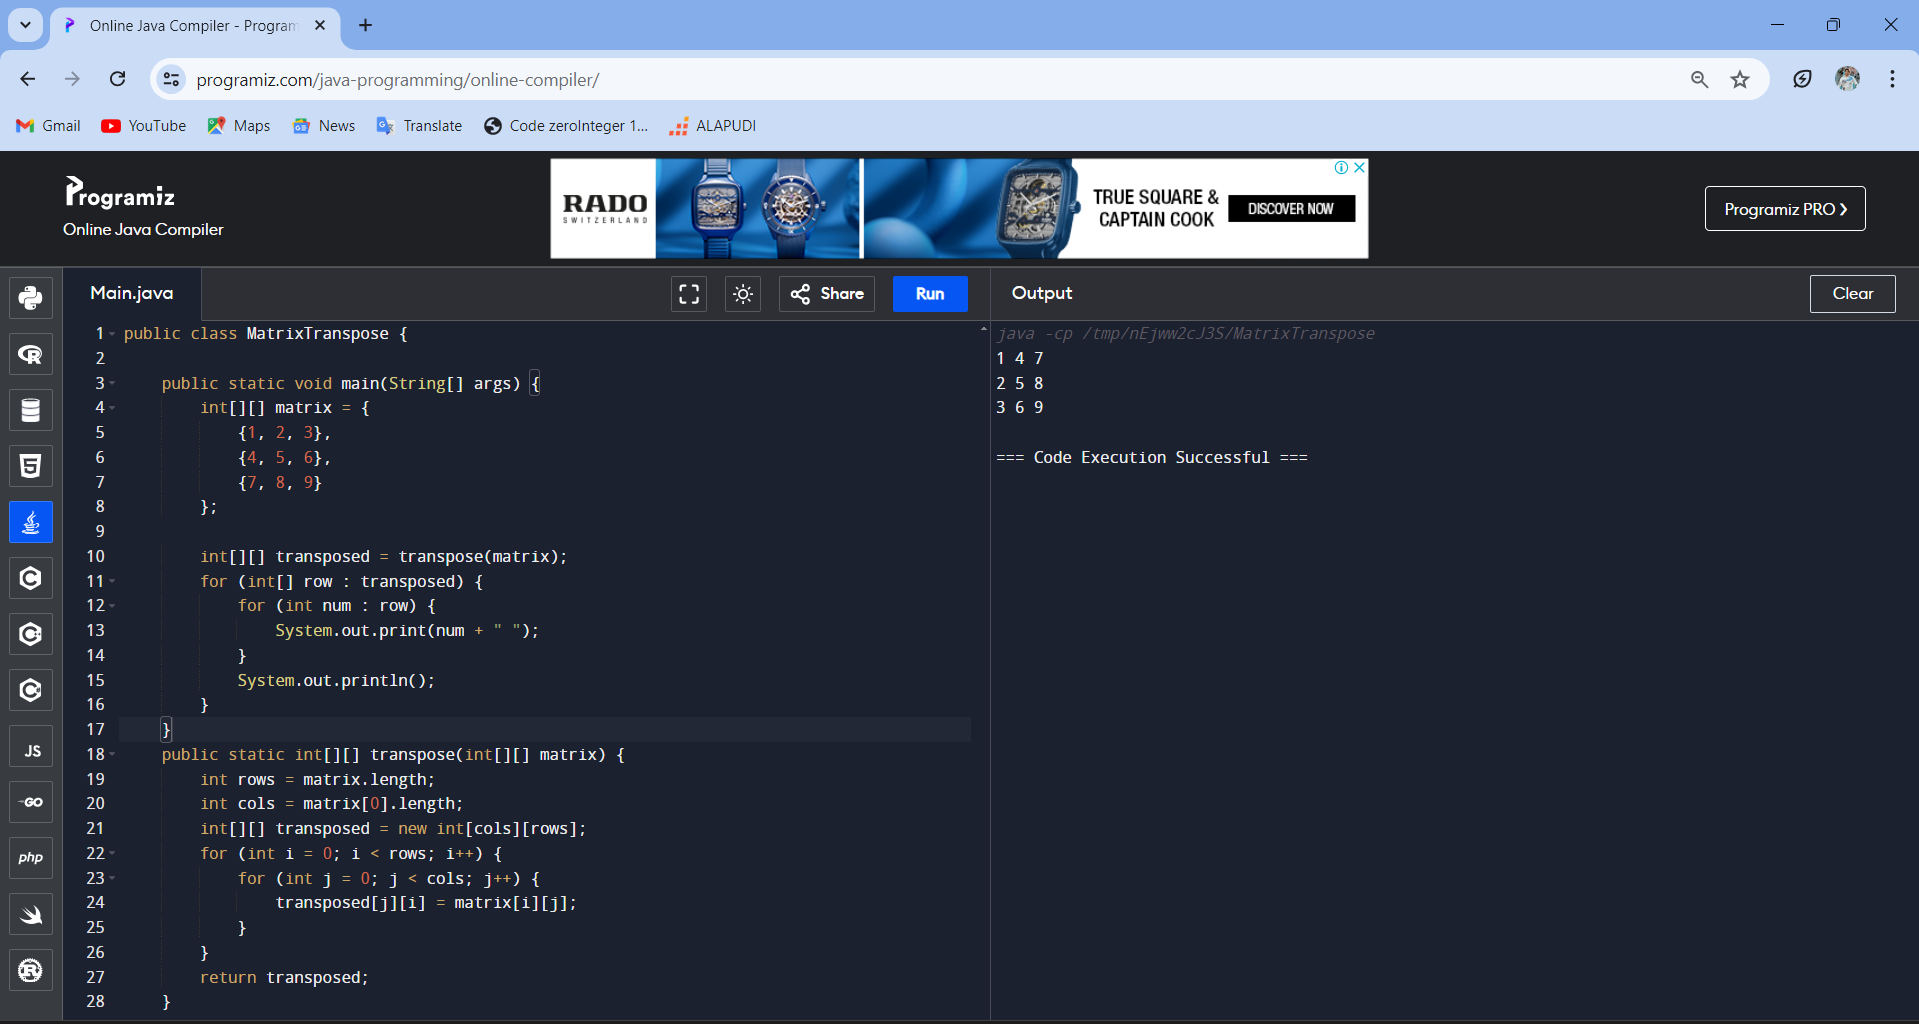 Online Java Compiler - Program
programiz.com/java-programming/online-compiler/
Gmail YouTube Maps News Translate Code zeroInteger 1... ALAPUDI
Programiz
Online Java Compiler
RADO
SWITZERLAND
TRUE SQUARE &
CAPTAIN COOK
DISCOVER NOW
Programiz PRO ❯
Main.java
Share
Run
Output
Clear
1 public class MatrixTranspose {
2
3     public static void main(String[] args) {
4         int[][] matrix = {
5             {1, 2, 3},
6             {4, 5, 6},
7             {7, 8, 9}
8         };
9
10         int[][] transposed = transpose(matrix);
11         for (int[] row : transposed) {
12             for (int num : row) {
13                 System.out.print(num + " ");
14             }
15             System.out.println();
16         }
17     }
18     public static int[][] transpose(int[][] matrix) {
19         int rows = matrix.length;
20         int cols = matrix[0].length;
21         int[][] transposed = new int[cols][rows];
22         for (int i = 0; i < rows; i++) {
23             for (int j = 0; j < cols; j++) {
24                 transposed[j][i] = matrix[i][j];
25             }
26         }
27         return transposed;
28     }
java -cp /tmp/nEjww2cJ3S/MatrixTranspose
1 4 7
2 5 8
3 6 9
=== Code Execution Successful ===
R
5
C
C
C
JS
GO
php
R